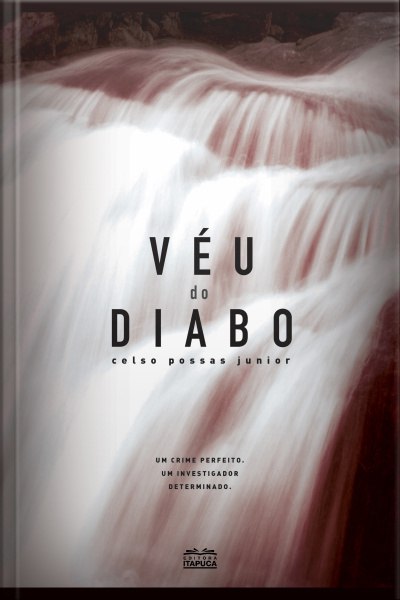 VÉU
do
DIABO
celso possas junior
UM CRIME PERFEITO.
UM INVESTIGADOR
DETERMINADO.
EDITORA
ITAPUCA